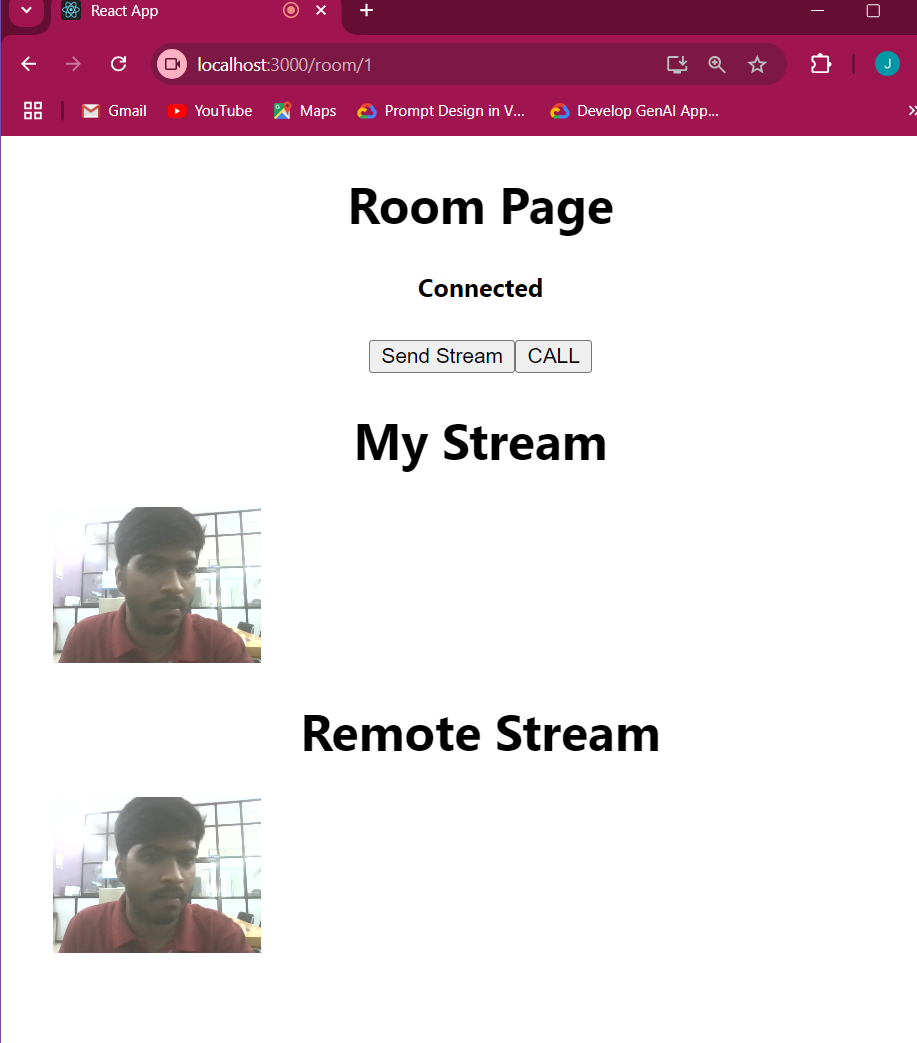 React App
localhost:3000/room/1
J
Gmail
YouTube
Maps
Prompt Design in V...
Develop GenAI App...
Room Page
Connected
Send Stream
CALL
My Stream
Remote Stream